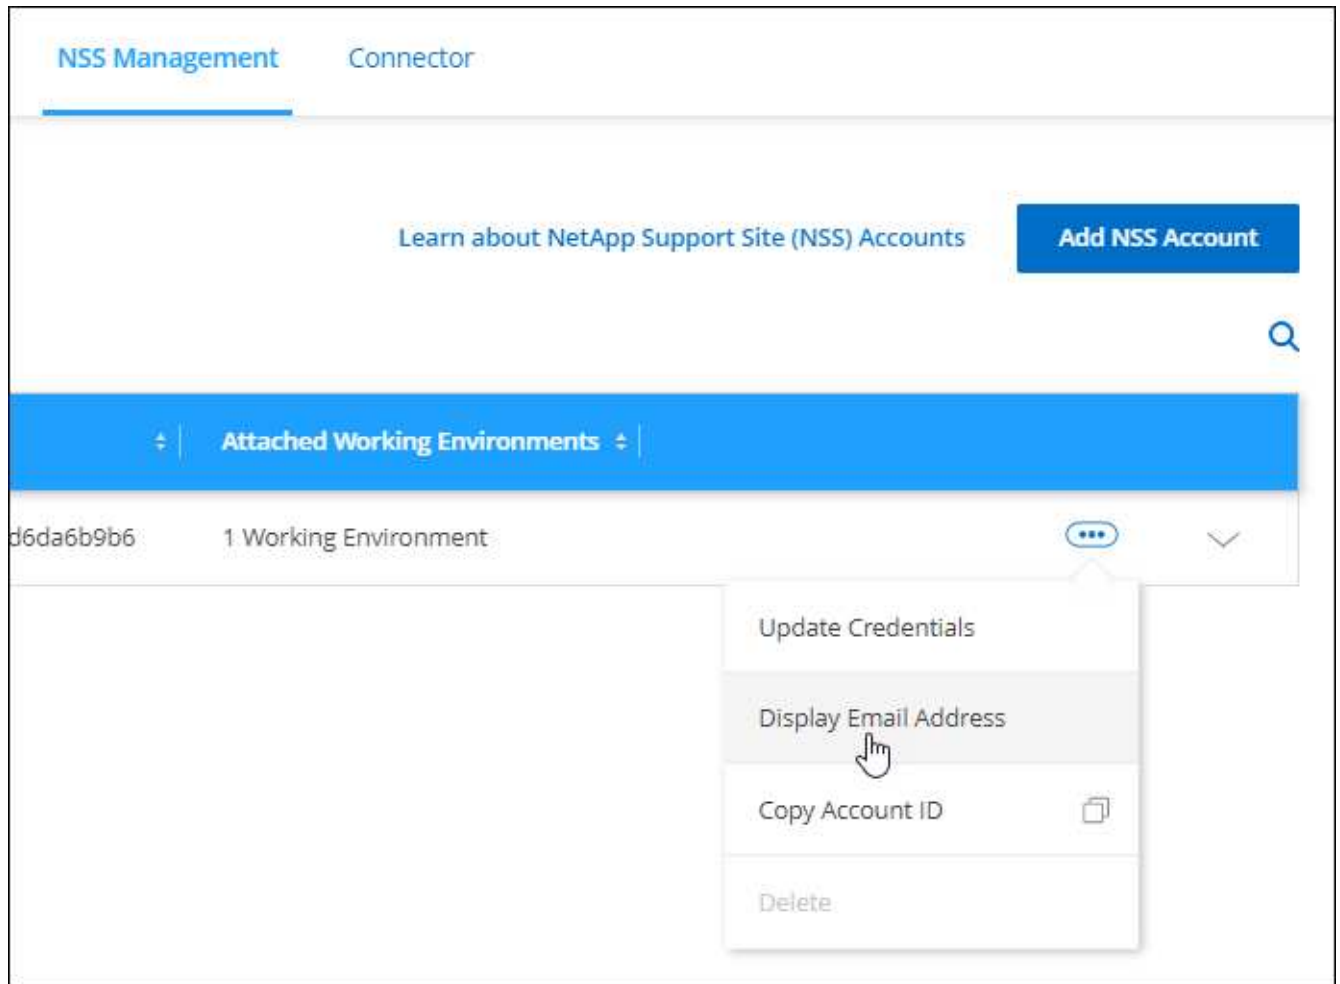 NSS Management Connector
Learn about NetApp Support Site (NSS) Accounts Add NSS Account
Attached Working Environments
d6da6b9b6 1 Working Environment
Update Credentials
Display Email Address
Copy Account ID
Delete